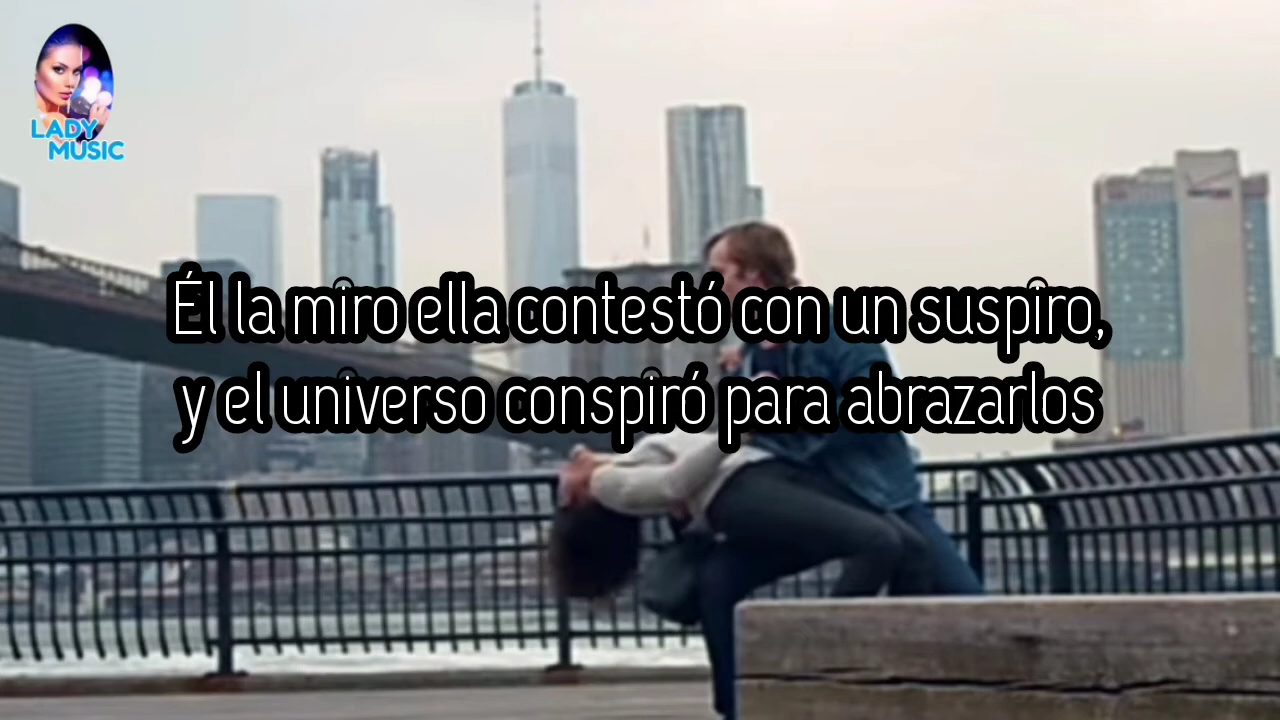 LADY
MUSIC
Él la miro ella contestó con un suspiro,
y el universo conspiró para abrazarlos